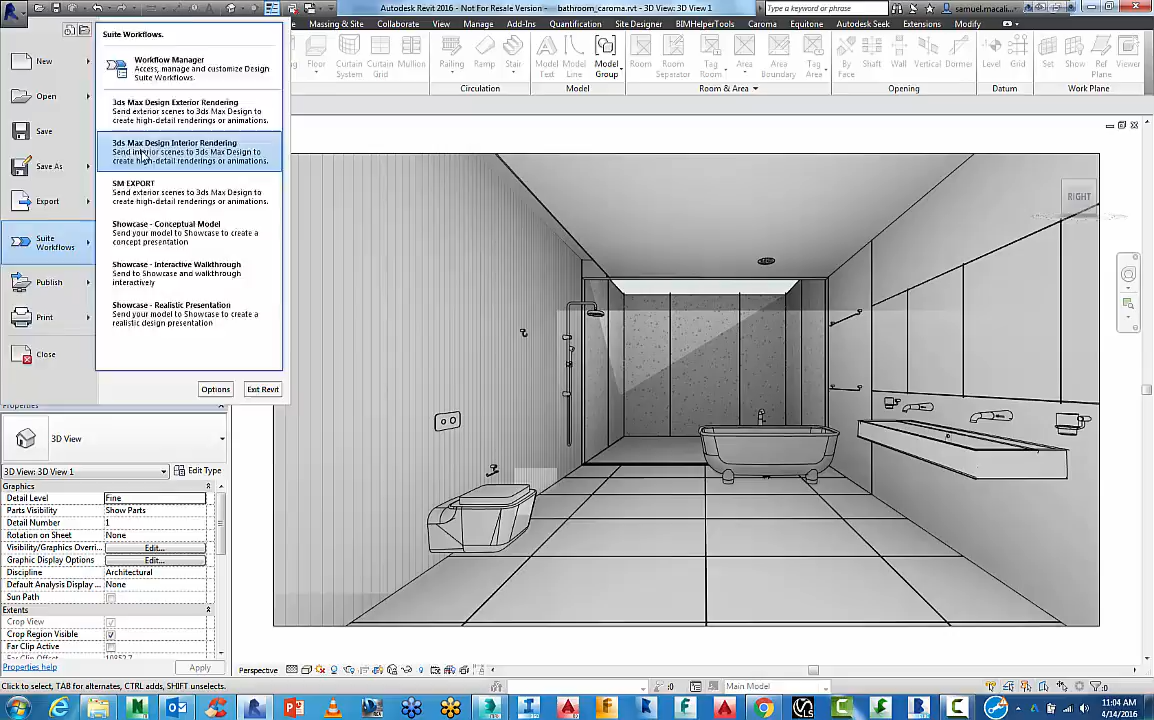 Autodesk Revit 2016 - Not For Resale Version - bathroom_caroma.rvt - 3D View: 3D View 1
Type a keyword or phrase
samuel.macali...
Massing & Site
Collaborate
View
Manage
Add-Ins
Quantification
Site Designer
BIMHelperTools
Caroma
Equitone
Autodesk Seek
Extensions
Modify
Railing
Ramp
Stair
Model Text
Model Line
Model Group
Room
Room Separator
Tag Room
Area
Area Boundary
Tag Area
By Face
Shaft
Wall
Vertical
Dormer
Level
Grid
Set
Show
Ref Plane
Viewer
Floor
Curtain System
Curtain Grid
Mullion
Circulation
Model
Room & Area
Opening
Datum
Work Plane
New
Open
Save
Save As
Export
Suite Workflows
Publish
Print
Close
Suite Workflows.
Workflow Manager
Access, manage and customize Design
Suite Workflows.
3ds Max Design Exterior Rendering
Send exterior scenes to 3ds Max Design to
create high-detail renderings or animations.
3ds Max Design Interior Rendering
Send interior scenes to 3ds Max Design to
create high-detail renderings or animations.
SM EXPORT
Send exterior scenes to 3ds Max Design to
create high-detail renderings or animations.
Showcase - Conceptual Model
Send your model to Showcase to create a
concept presentation
Showcase - Interactive Walkthrough
Send to Showcase and walkthrough
interactively
Showcase - Realistic Presentation
Send your model to Showcase to create a
realistic design presentation
Options
Exit Revit
RIGHT
Properties
3D View
3D View: 3D View 1
Edit Type
Graphics
Detail Level Fine
Parts Visibility Show Parts
Detail Number 1
Rotation on Sheet None
Visibility/Graphics Overri... Edit...
Graphic Display Options Edit...
Discipline Architectural
Default Analysis Display ... None
Sun Path
Extents
Crop View
Crop Region Visible
Far Clip Active
Properties help
Apply
Perspective
Click to select, TAB for alternates, CTRL adds, SHIFT unselects.
:0
Main Model
:0
11:04 AM
4/14/2016